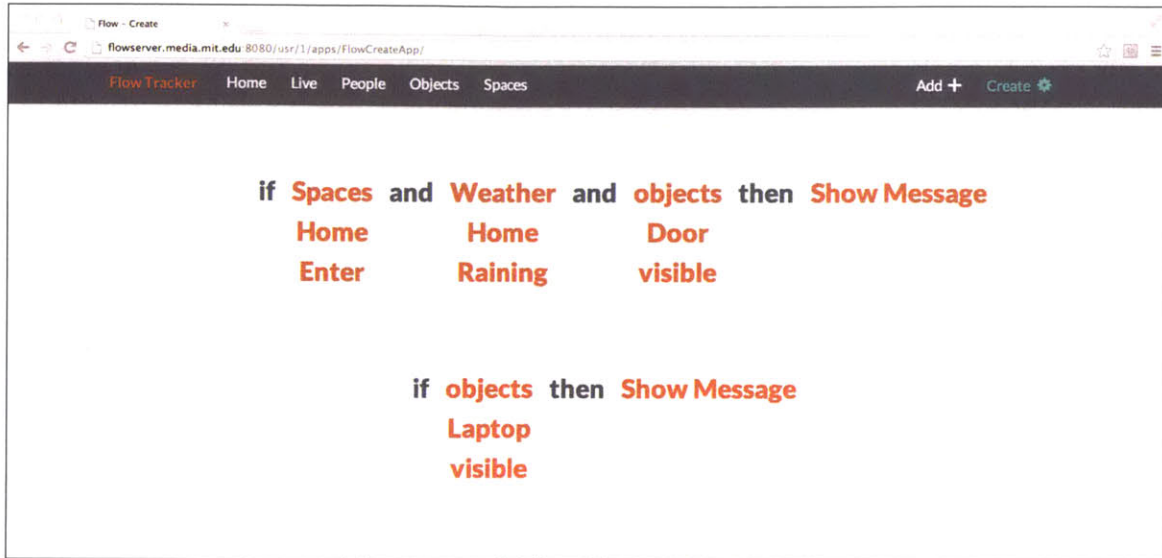 Flow - Create
flowserver.media.mit.edu:8080/usr/1/apps/FlowCreateApp/
Flow Tracker Home Live People Objects Spaces Add + Create
if Spaces and Weather and objects then Show Message
Home Home Door
Enter Raining visible
if objects then Show Message
Laptop
visible